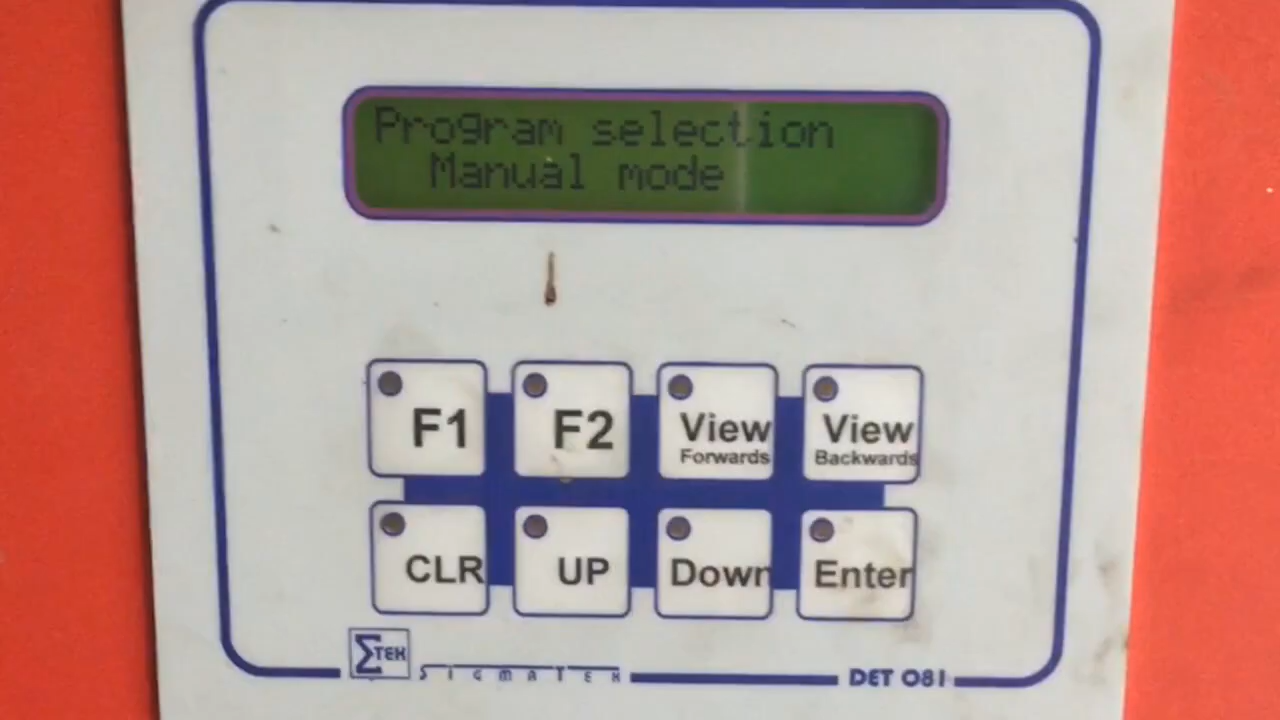 Program selection
Manual mode
F1
F2
View
Forwards
View
Backwards
CLR
UP
Down
Enter
ΣTEK
SIGMATEK
DET 081